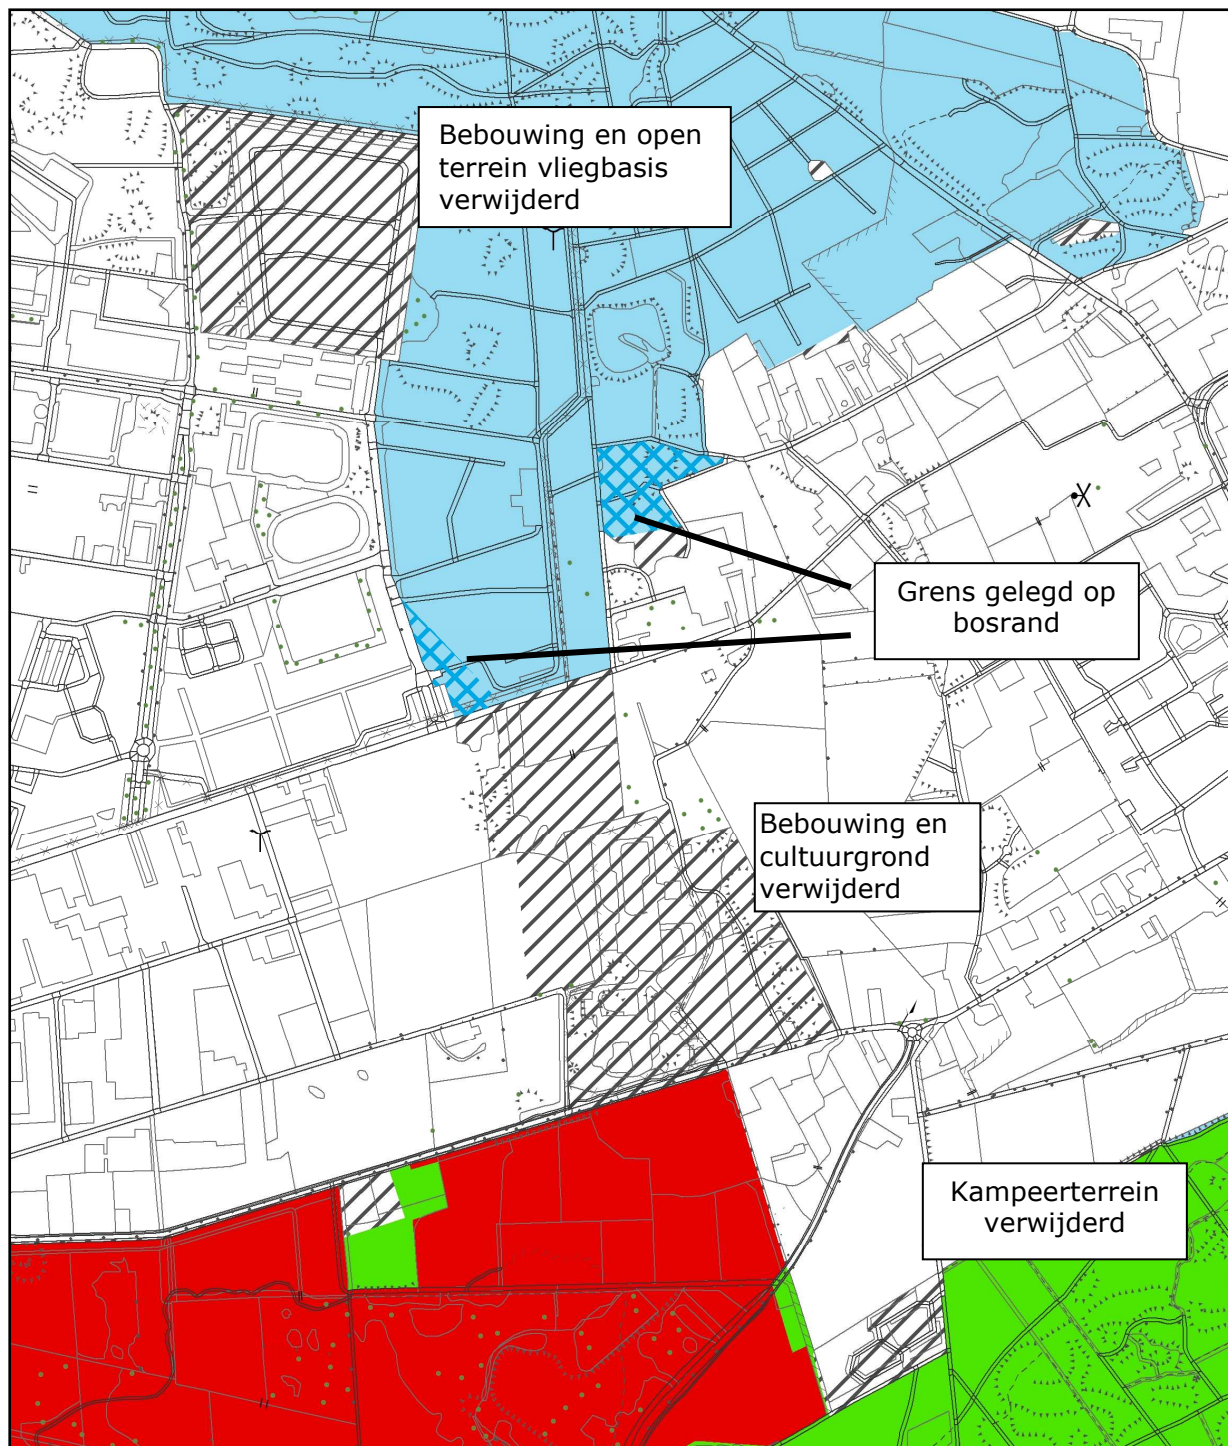 Bebouwing en open
terrein vliegbasis
verwijderd
Grens gelegd op
bosrand
Bebouwing en
cultuurgrond
verwijderd
Kampeerterrein
verwijderd